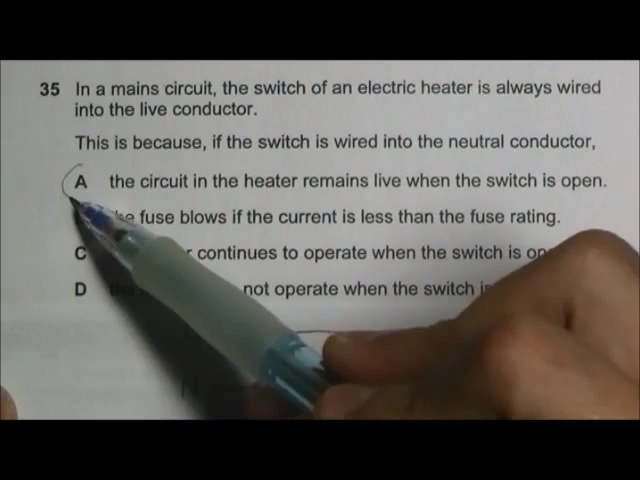 35 In a mains circuit, the switch of an electric heater is always wired
into the live conductor.
This is because, if the switch is wired into the neutral conductor,
A the circuit in the heater remains live when the switch is open.
fuse blows if the current is less than the fuse rating.
C continues to operate when the switch is
D not operate when the switch